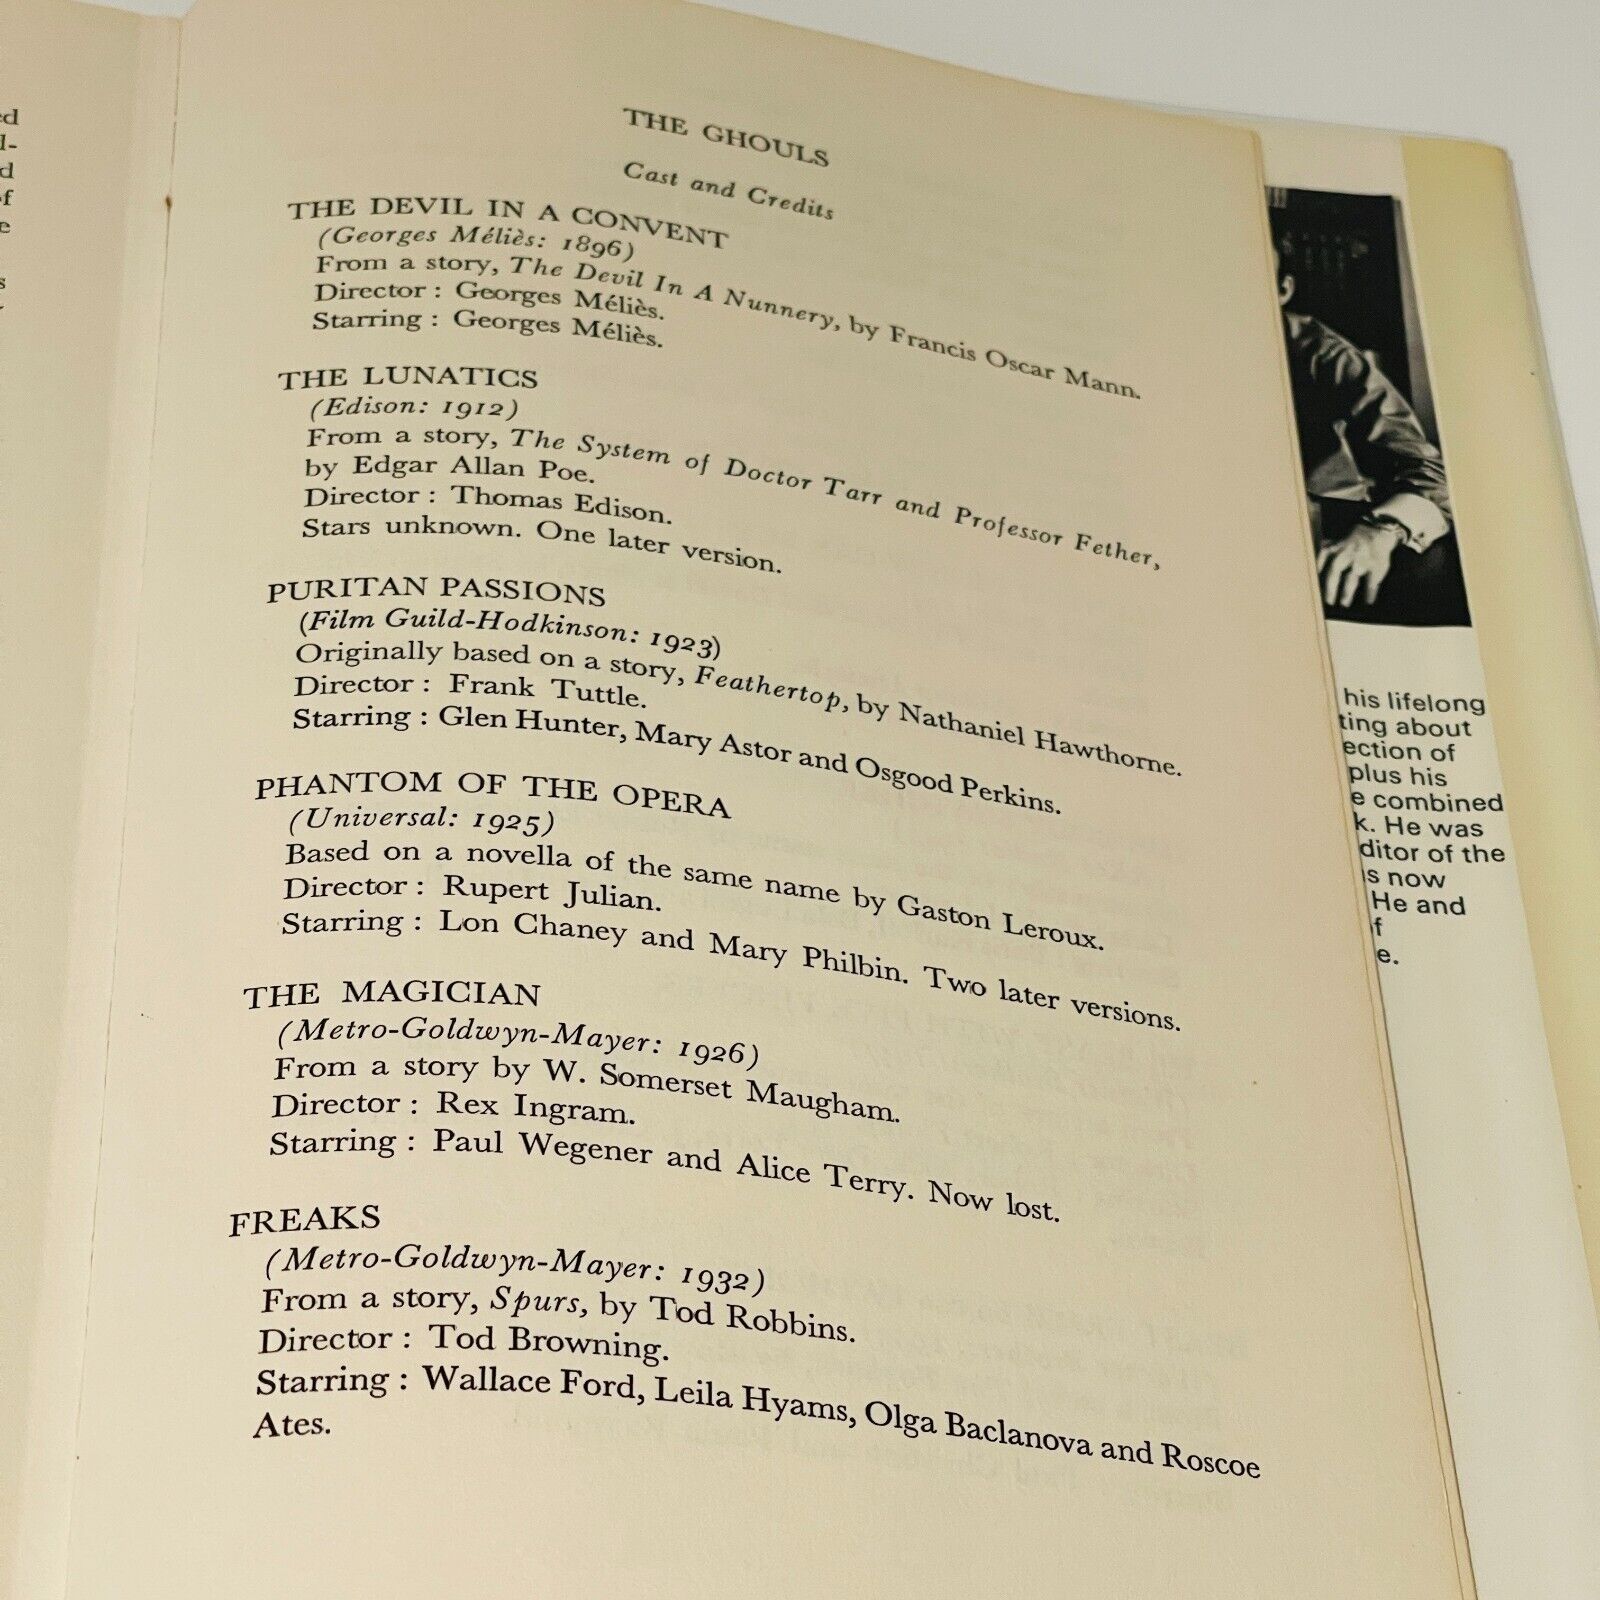 ed
l-
d
of
e
s
THE GHOULS
Cast and Credits
THE DEVIL IN A CONVENT
(Georges Méliès: 1896)
From a story, The Devil In A Nunnery, by Francis Oscar Mann.
Director : Georges Méliès.
Starring : Georges Méliès.
THE LUNATICS
(Edison: 1912)
From a story, The System of Doctor Tarr and Professor Fether,
by Edgar Allan Poe.
Director : Thomas Edison.
Stars unknown. One later version.
PURITAN PASSIONS
(Film Guild-Hodkinson: 1923)
Originally based on a story, Feathertop, by Nathaniel Hawthorne.
Director : Frank Tuttle.
Starring : Glen Hunter, Mary Astor and Osgood Perkins.
PHANTOM OF THE OPERA
(Universal: 1925)
Based on a novella of the same name by Gaston Leroux.
Director : Rupert Julian.
Starring : Lon Chaney and Mary Philbin. Two later versions.
THE MAGICIAN
(Metro-Goldwyn-Mayer: 1926)
From a story by W. Somerset Maugham.
Director : Rex Ingram.
Starring : Paul Wegener and Alice Terry. Now lost.
FREAKS
(Metro-Goldwyn-Mayer: 1932)
From a story, Spurs, by Tod Robbins.
Director : Tod Browning.
Starring : Wallace Ford, Leila Hyams, Olga Baclanova and Roscoe
Ates.
his lifelong
ting about
ection of
plus his
e combined
k. He was
ditor of the
s now
He and
f
e.